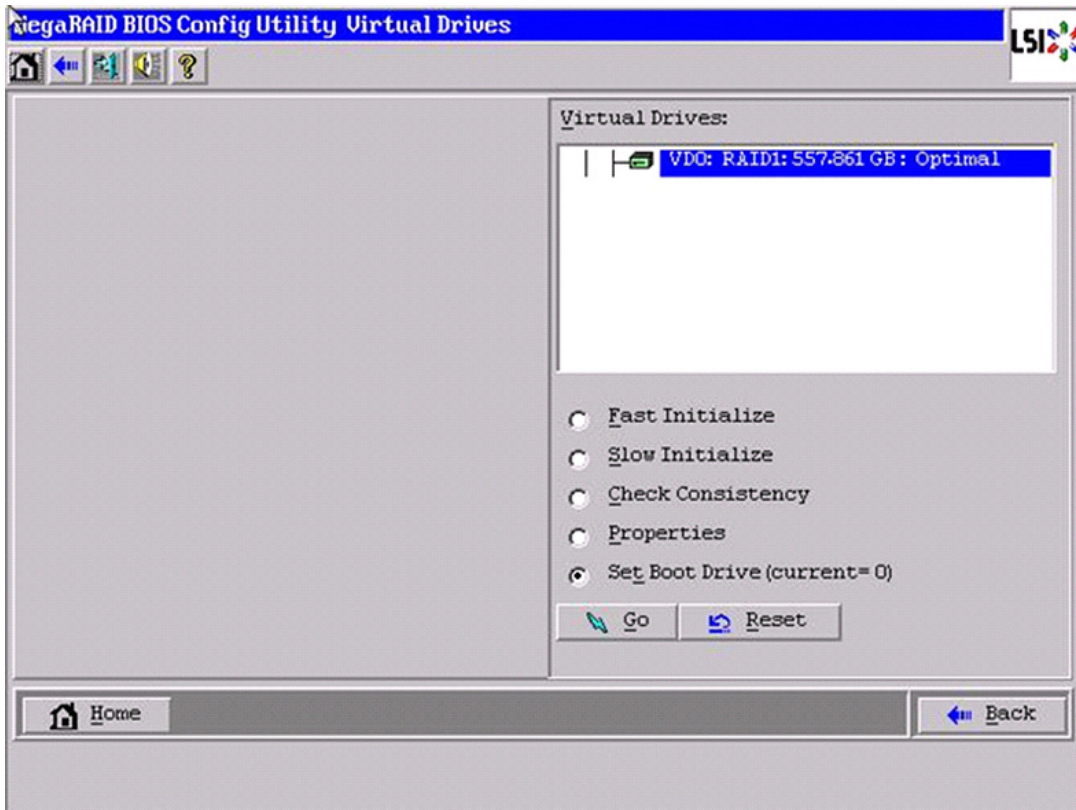 MegaRAID BIOS Config Utility Virtual Drives
LSI
Virtual Drives:
VD0: RAID1: 557.861 GB: Optimal
Fast Initialize
Slow Initialize
Check Consistency
Properties
Set Boot Drive (current= 0)
Go
Reset
Home
Back